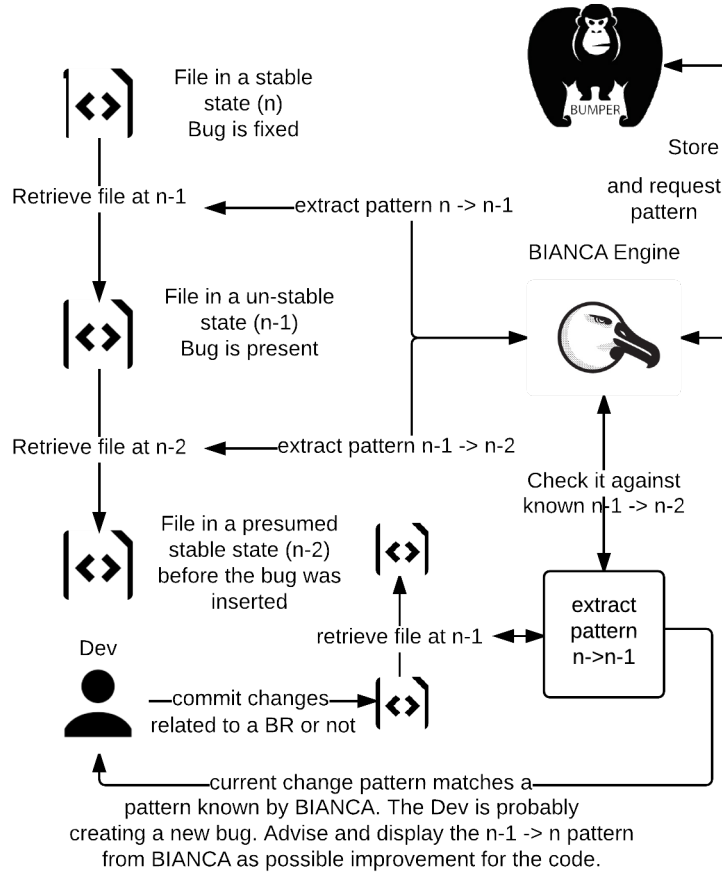 File in a stable
state (n)
Bug is fixed
BUMPER
Store
Retrieve file at n-1
extract pattern n -> n-1
and request
pattern
BIANCA Engine
File in a un-stable
state (n-1)
Bug is present
Retrieve file at n-2
extract pattern n-1 -> n-2
Check it against
known n-1 -> n-2
File in a presumed
stable state (n-2)
before the bug was
inserted
extract
pattern
n->n-1
retrieve file at n-1
Dev
commit changes
related to a BR or not
current change pattern matches a
pattern known by BIANCA. The Dev is probably
creating a new bug. Advise and display the n-1 -> n pattern
from BIANCA as possible improvement for the code.